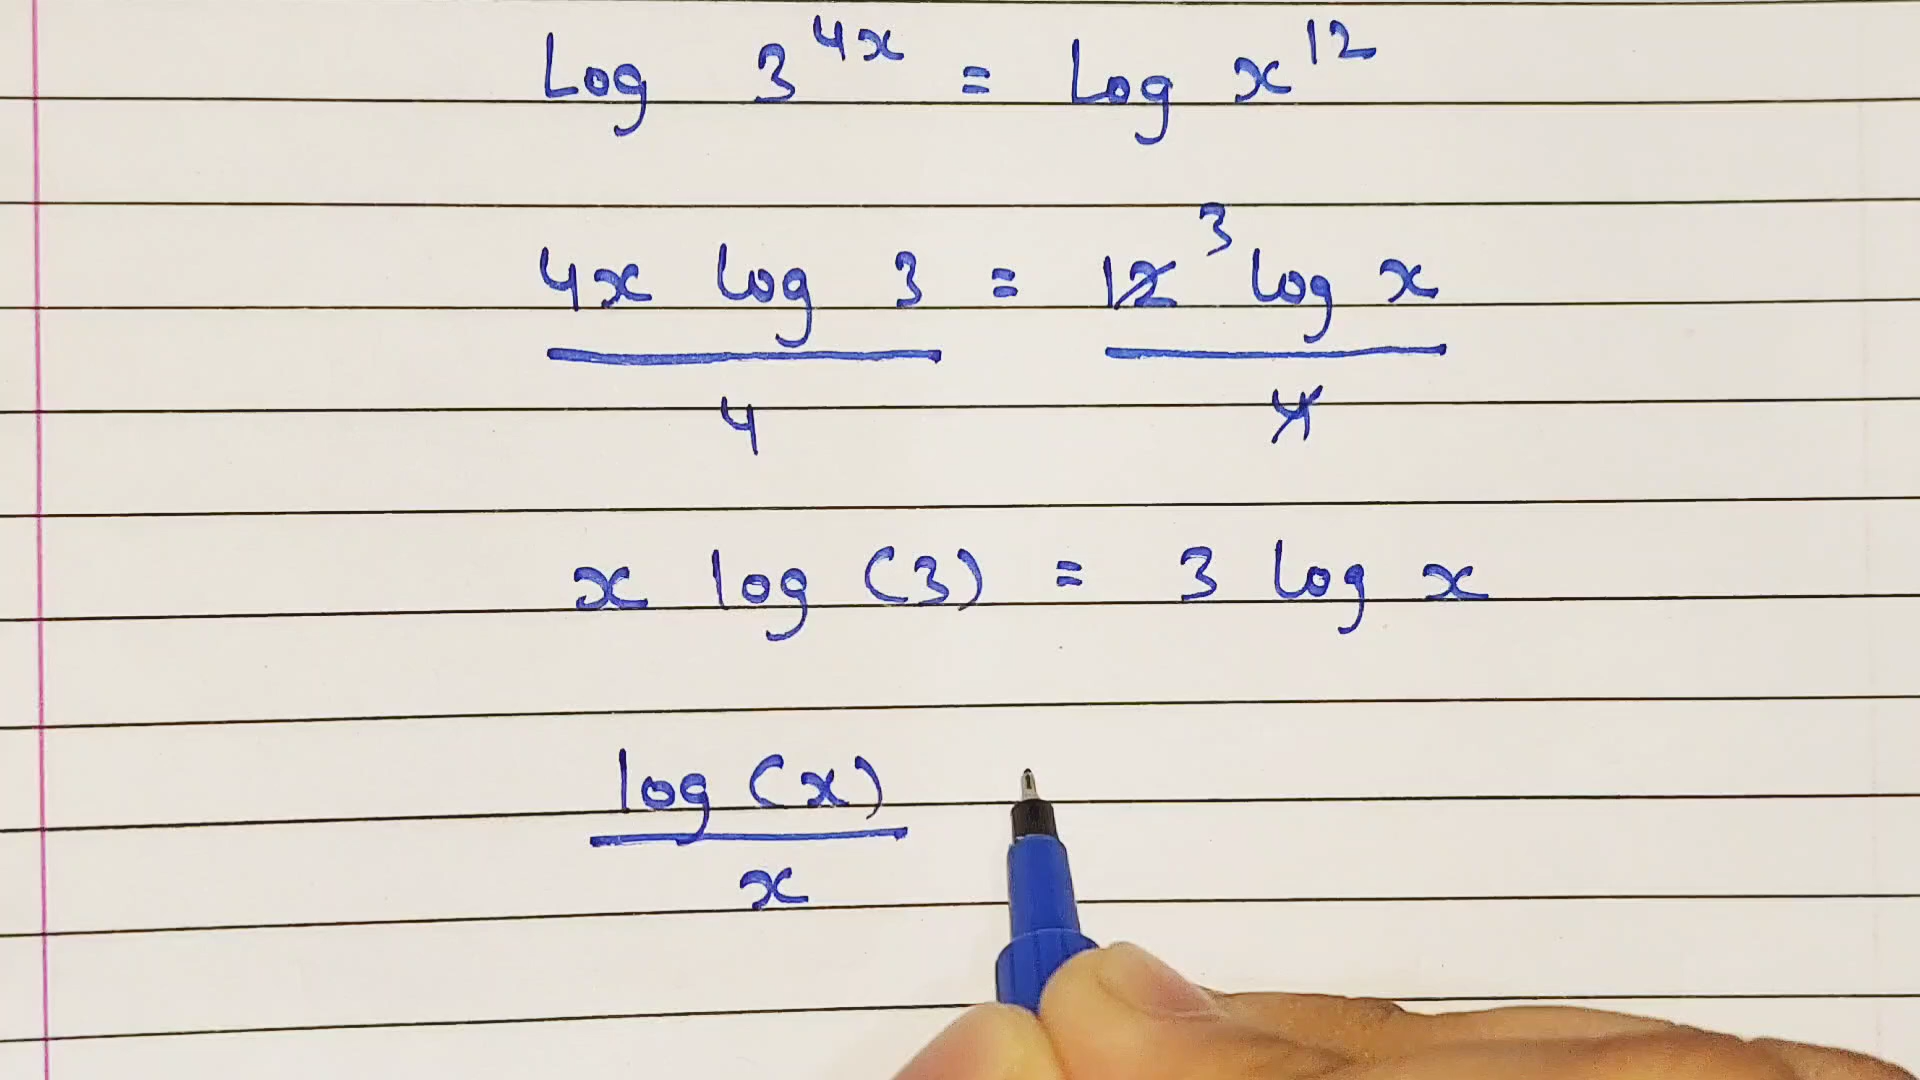 log 3^4x = log x^12
4x log 3 = 12 3 log x
4 4
x log (3) = 3 log x
log (x)
x